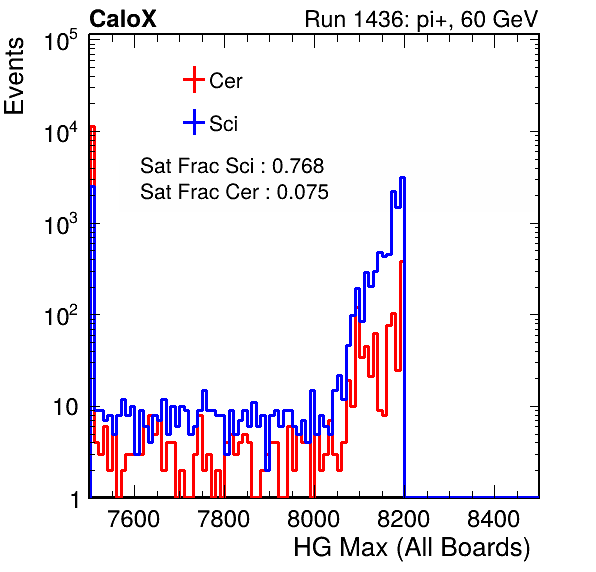 CaloX Run 1436: pi+, 60 GeV
Events
10^5
Cer
Sci
10^4
Sat Frac Sci : 0.768
Sat Frac Cer : 0.075
10^3
10^2
10
1
7600 7800 8000 8200 8400
HG Max (All Boards)